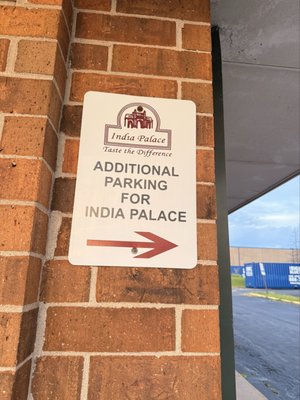 India Palace
Taste the Difference
ADDITIONAL
PARKING
FOR
INDIA PALACE